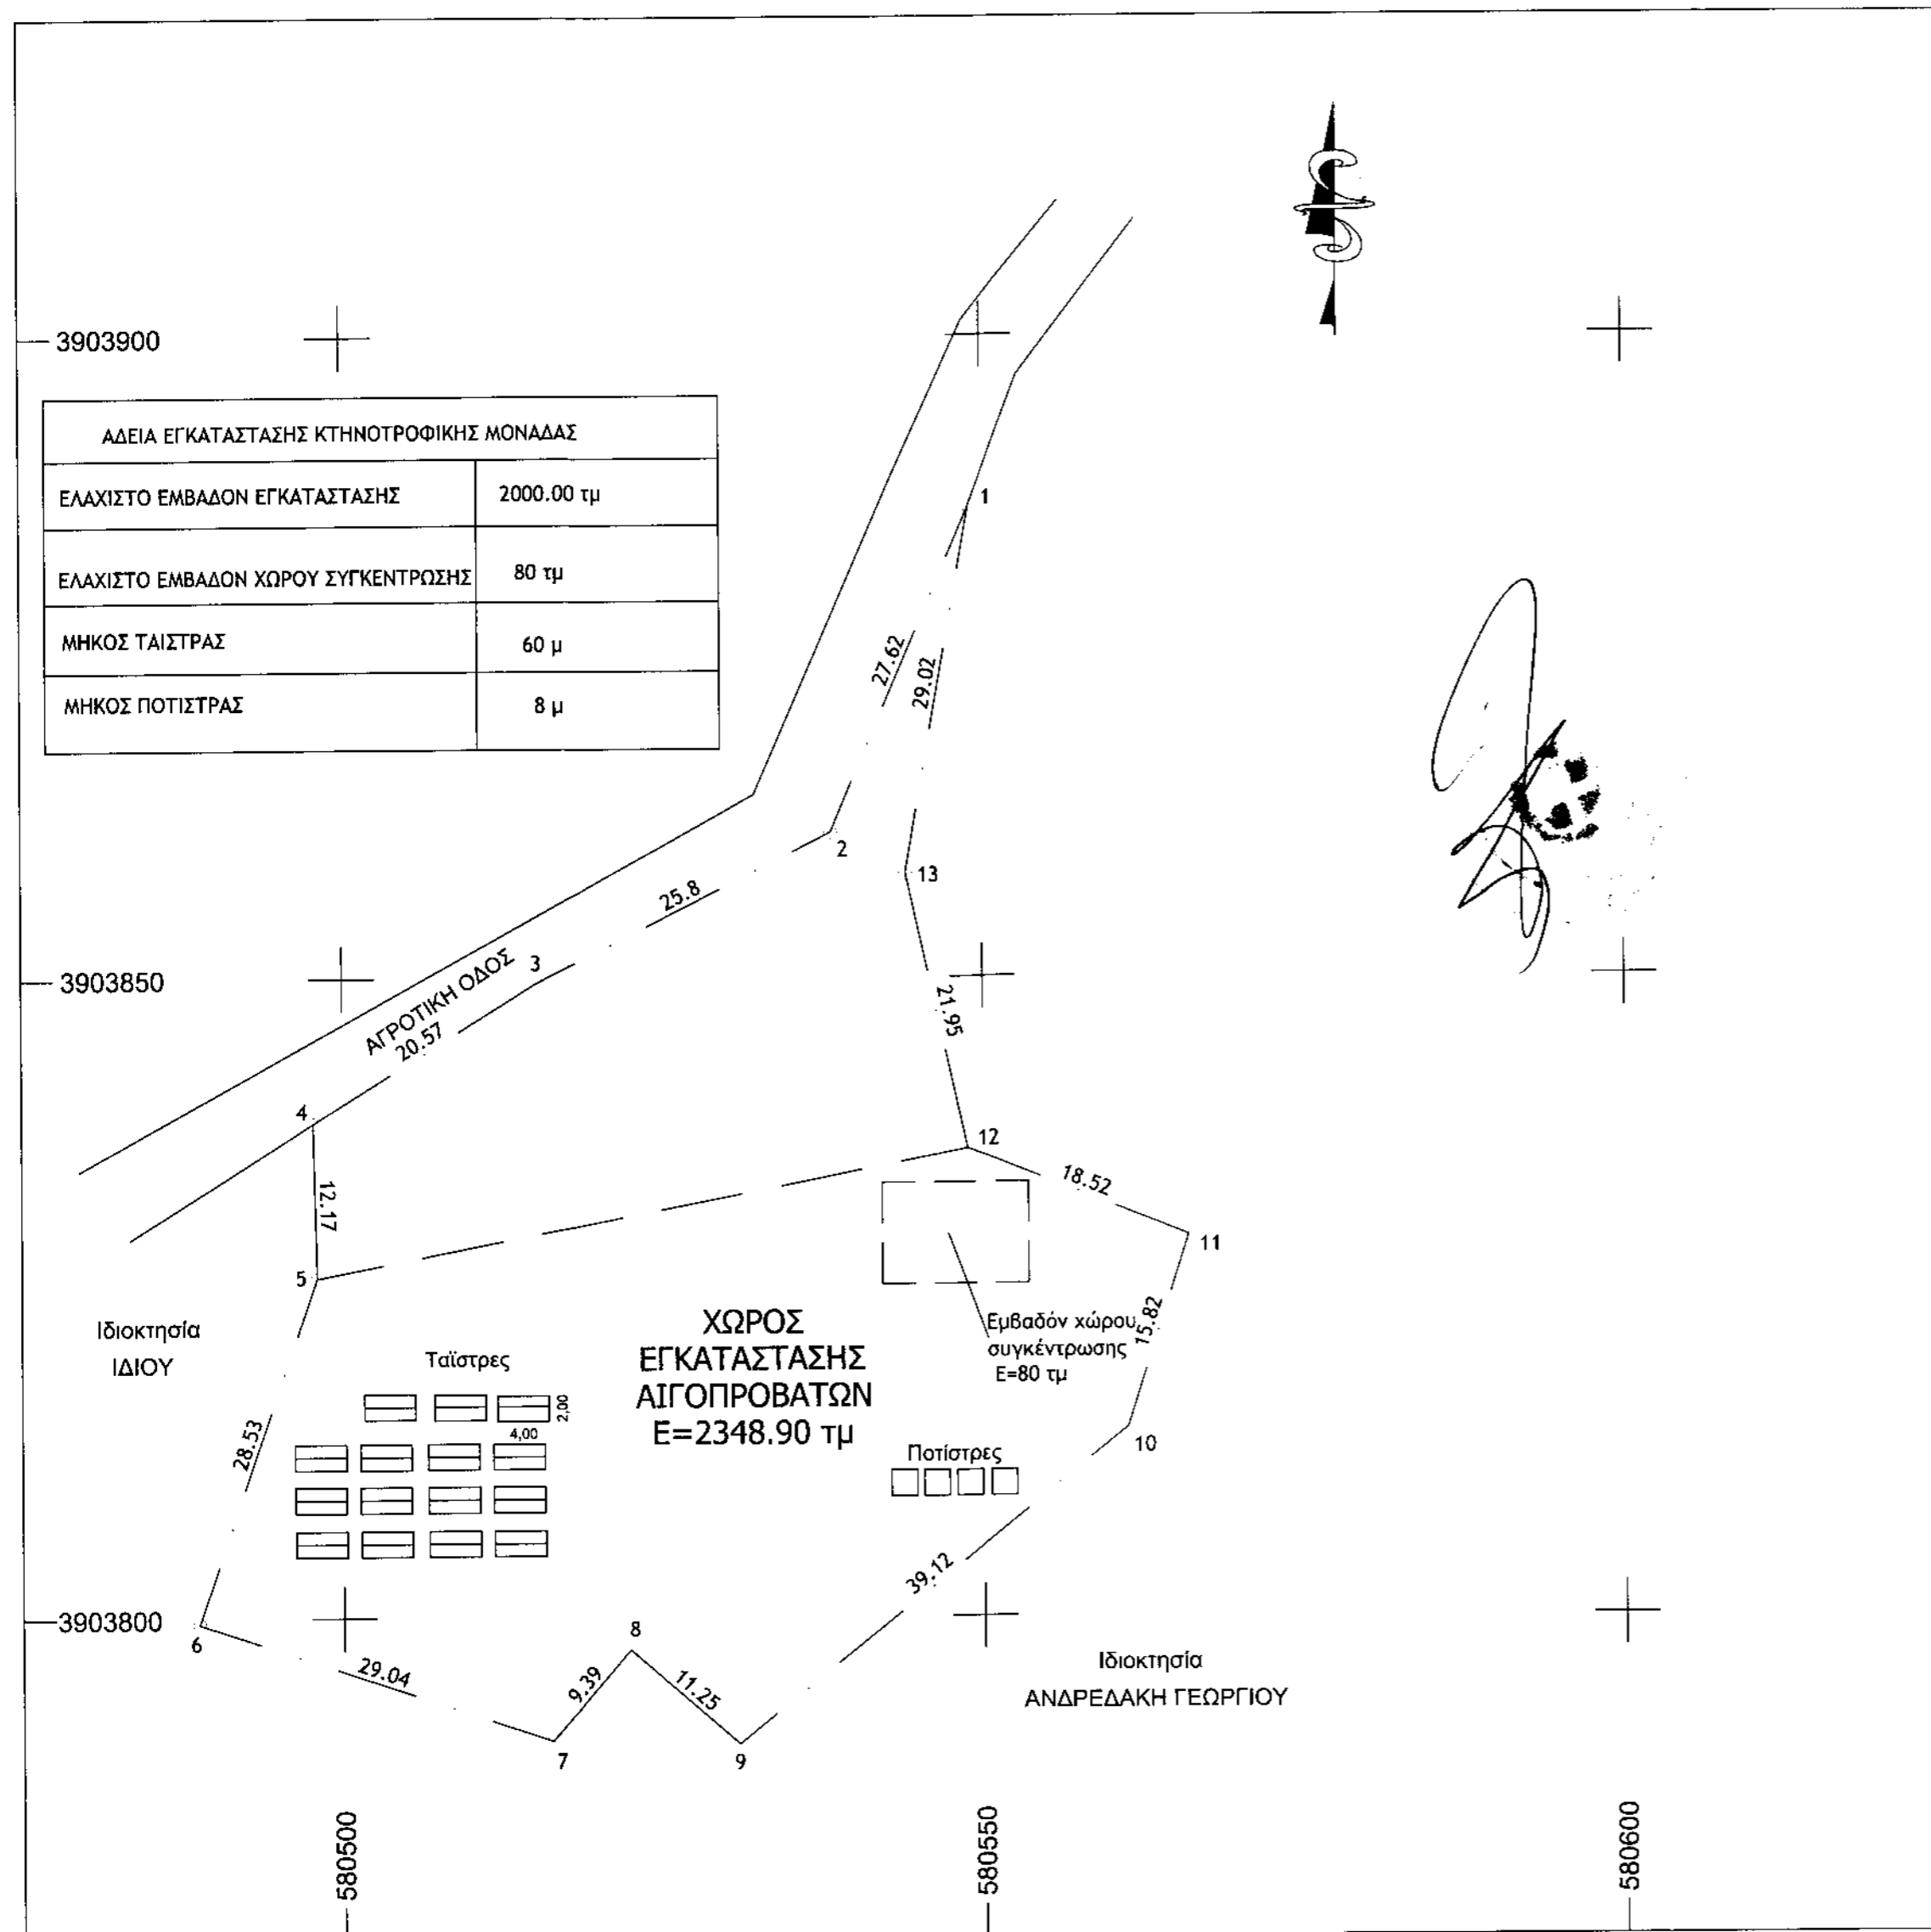 3903900
ΑΔΕΙΑ ΕΓΚΑΤΑΣΤΑΣΗΣ ΚΤΗΝΟΤΡΟΦΙΚΗΣ ΜΟΝΑΔΑΣ
ΕΛΑΧΙΣΤΟ ΕΜΒΑΔΟΝ ΕΓΚΑΤΑΣΤΑΣΗΣ 2000.00 τμ
ΕΛΑΧΙΣΤΟ ΕΜΒΑΔΟΝ ΧΩΡΟΥ ΣΥΓΚΕΝΤΡΩΣΗΣ 80 τμ
ΜΗΚΟΣ ΤΑΙΣΤΡΑΣ 60 μ
ΜΗΚΟΣ ΠΟΤΙΣΤΡΑΣ 8 μ
1
27.62
29.02
2
13
25.8
3
3903850
ΑΓΡΟΤΙΚΗ ΟΔΟΣ
20.57
21.95
4
12
18.52
12.17
11
5
Ιδιοκτησία
ΙΔΙΟΥ
Ταϊστρες
2,00
4,00
ΧΩΡΟΣ
ΕΓΚΑΤΑΣΤΑΣΗΣ
ΑΙΓΟΠΡΟΒΑΤΩΝ
Ε=2348.90 τμ
Εμβαδόν χώρου
συγκέντρωσης
Ε=80 τμ
15.82
10
28.53
Ποτίστρες
39.12
3903800
6
8
29.04
9.39
11.25
7
9
Ιδιοκτησία
ΑΝΔΡΕΔΑΚΗ ΓΕΩΡΓΙΟΥ
580500
580550
580600